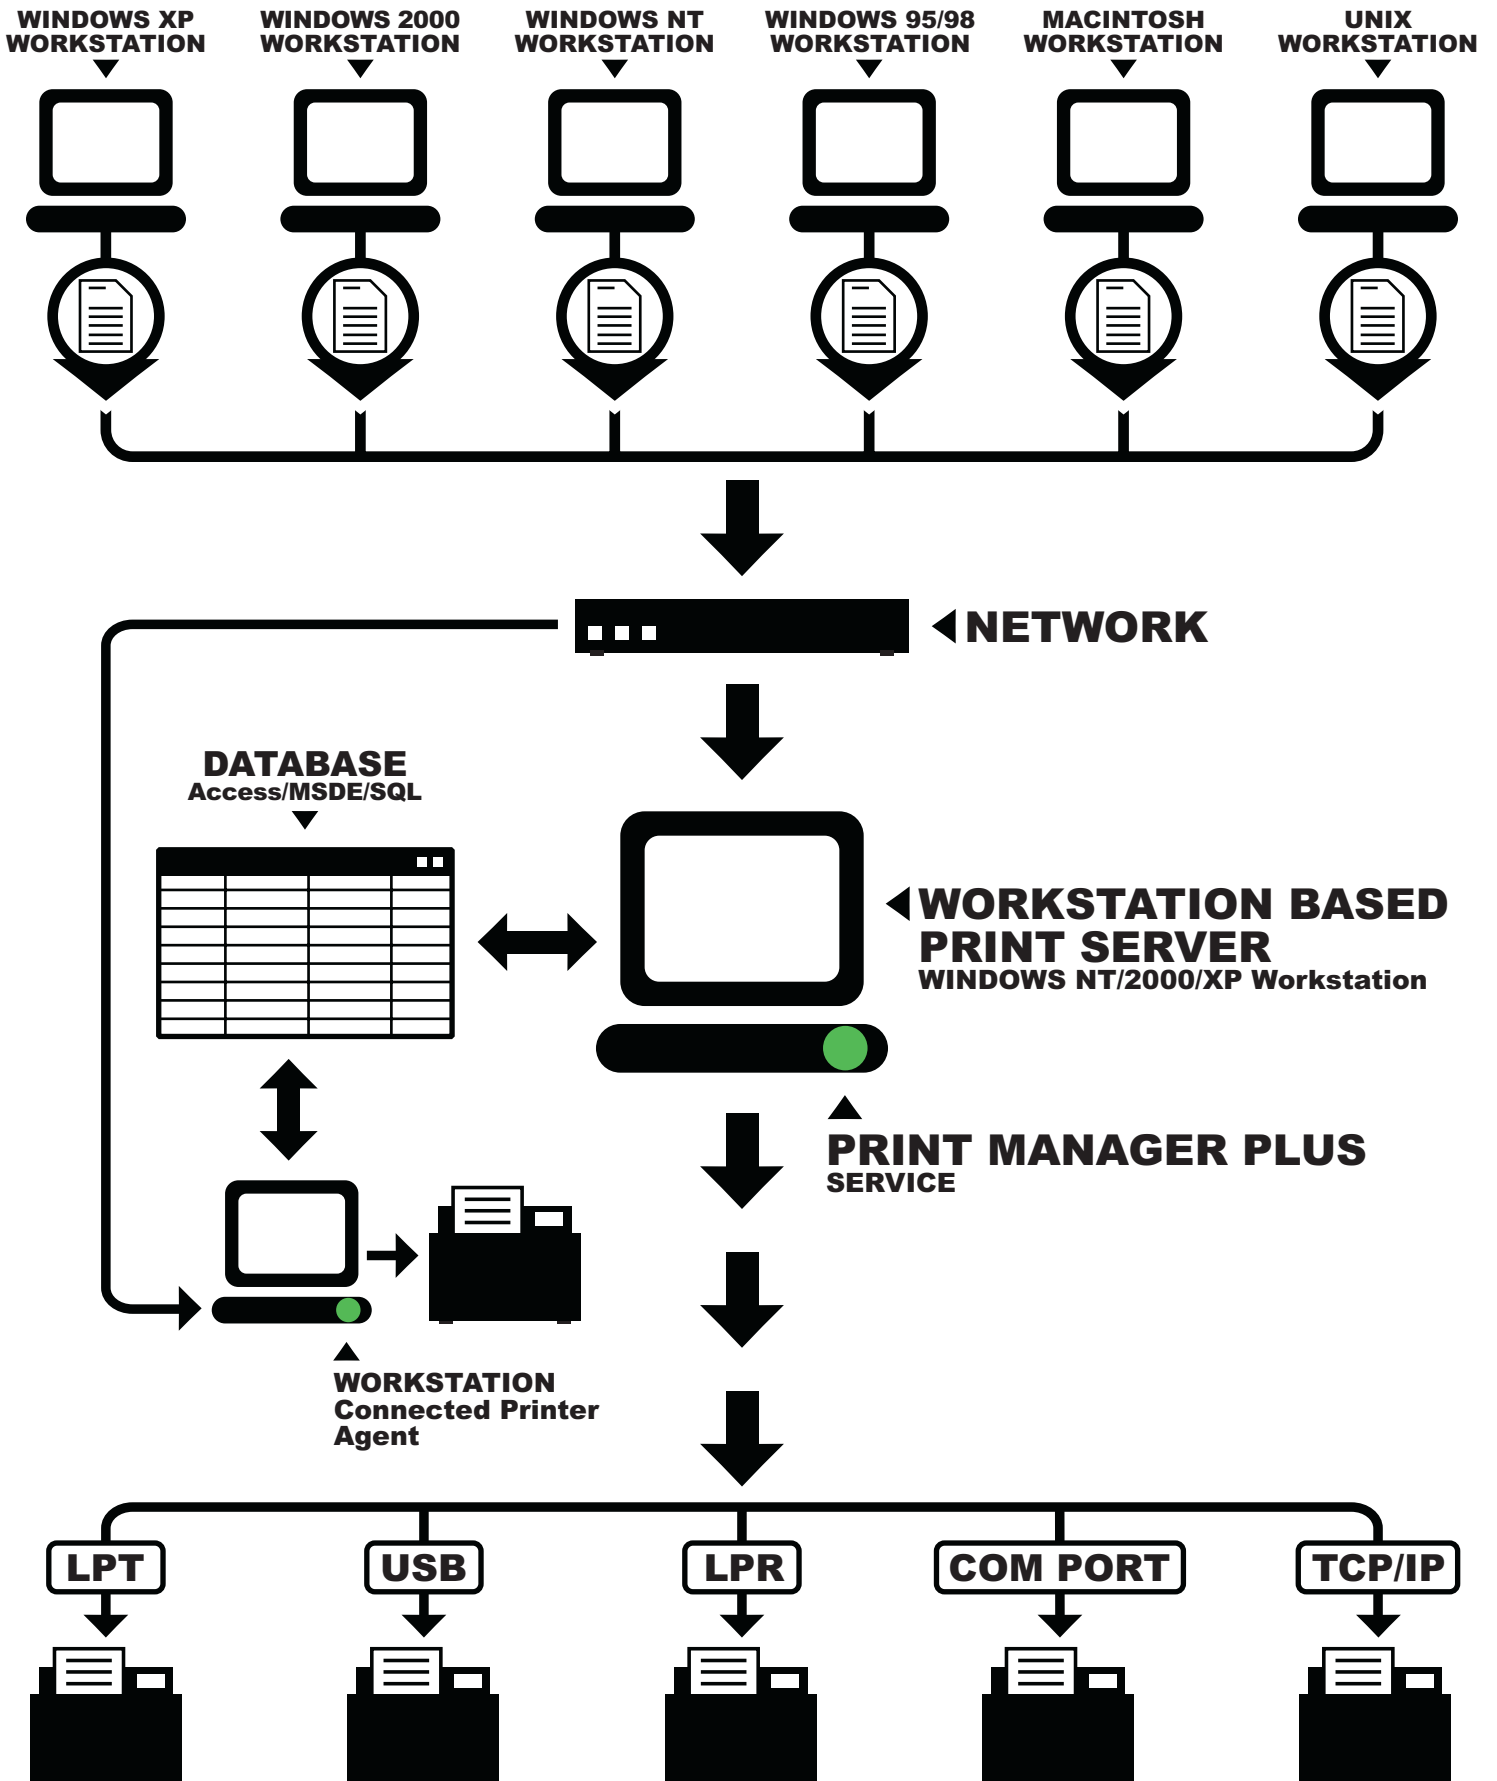 WINDOWS XP
WORKSTATION
WINDOWS 2000
WORKSTATION
WINDOWS NT
WORKSTATION
WINDOWS 95/98
WORKSTATION
MACINTOSH
WORKSTATION
UNIX
WORKSTATION
NETWORK
DATABASE
Access/MSDE/SQL
WORKSTATION BASED
PRINT SERVER
WINDOWS NT/2000/XP Workstation
PRINT MANAGER PLUS
SERVICE
WORKSTATION
Connected Printer
Agent
LPT
USB
LPR
COM PORT
TCP/IP